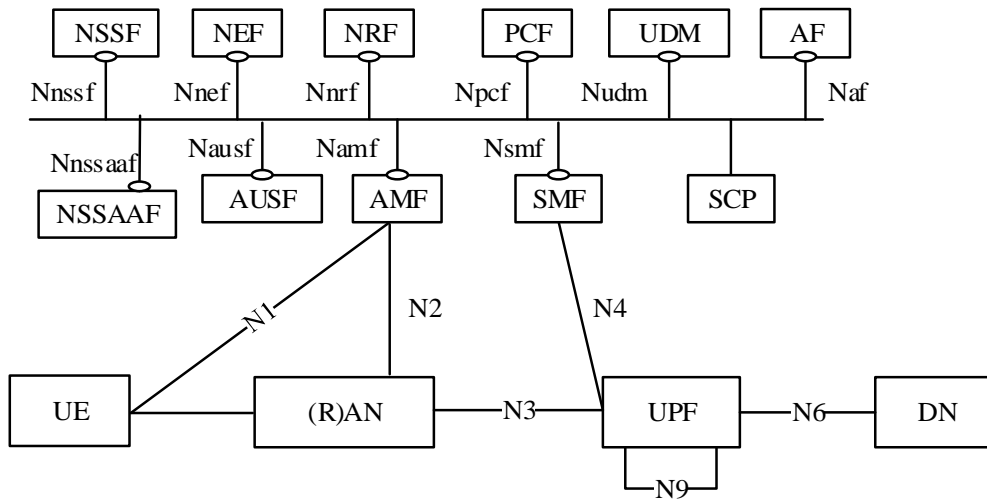 NSSF NEF NRF PCF UDM AF
Nnssf Nnef Nnrf Npcf Nudm Naf
Nnssaaf Nausf Namf Nsmf
NSSAAF AUSF AMF SMF SCP
N1 N2 N4
UE (R)AN N3 UPF N6 DN
N9